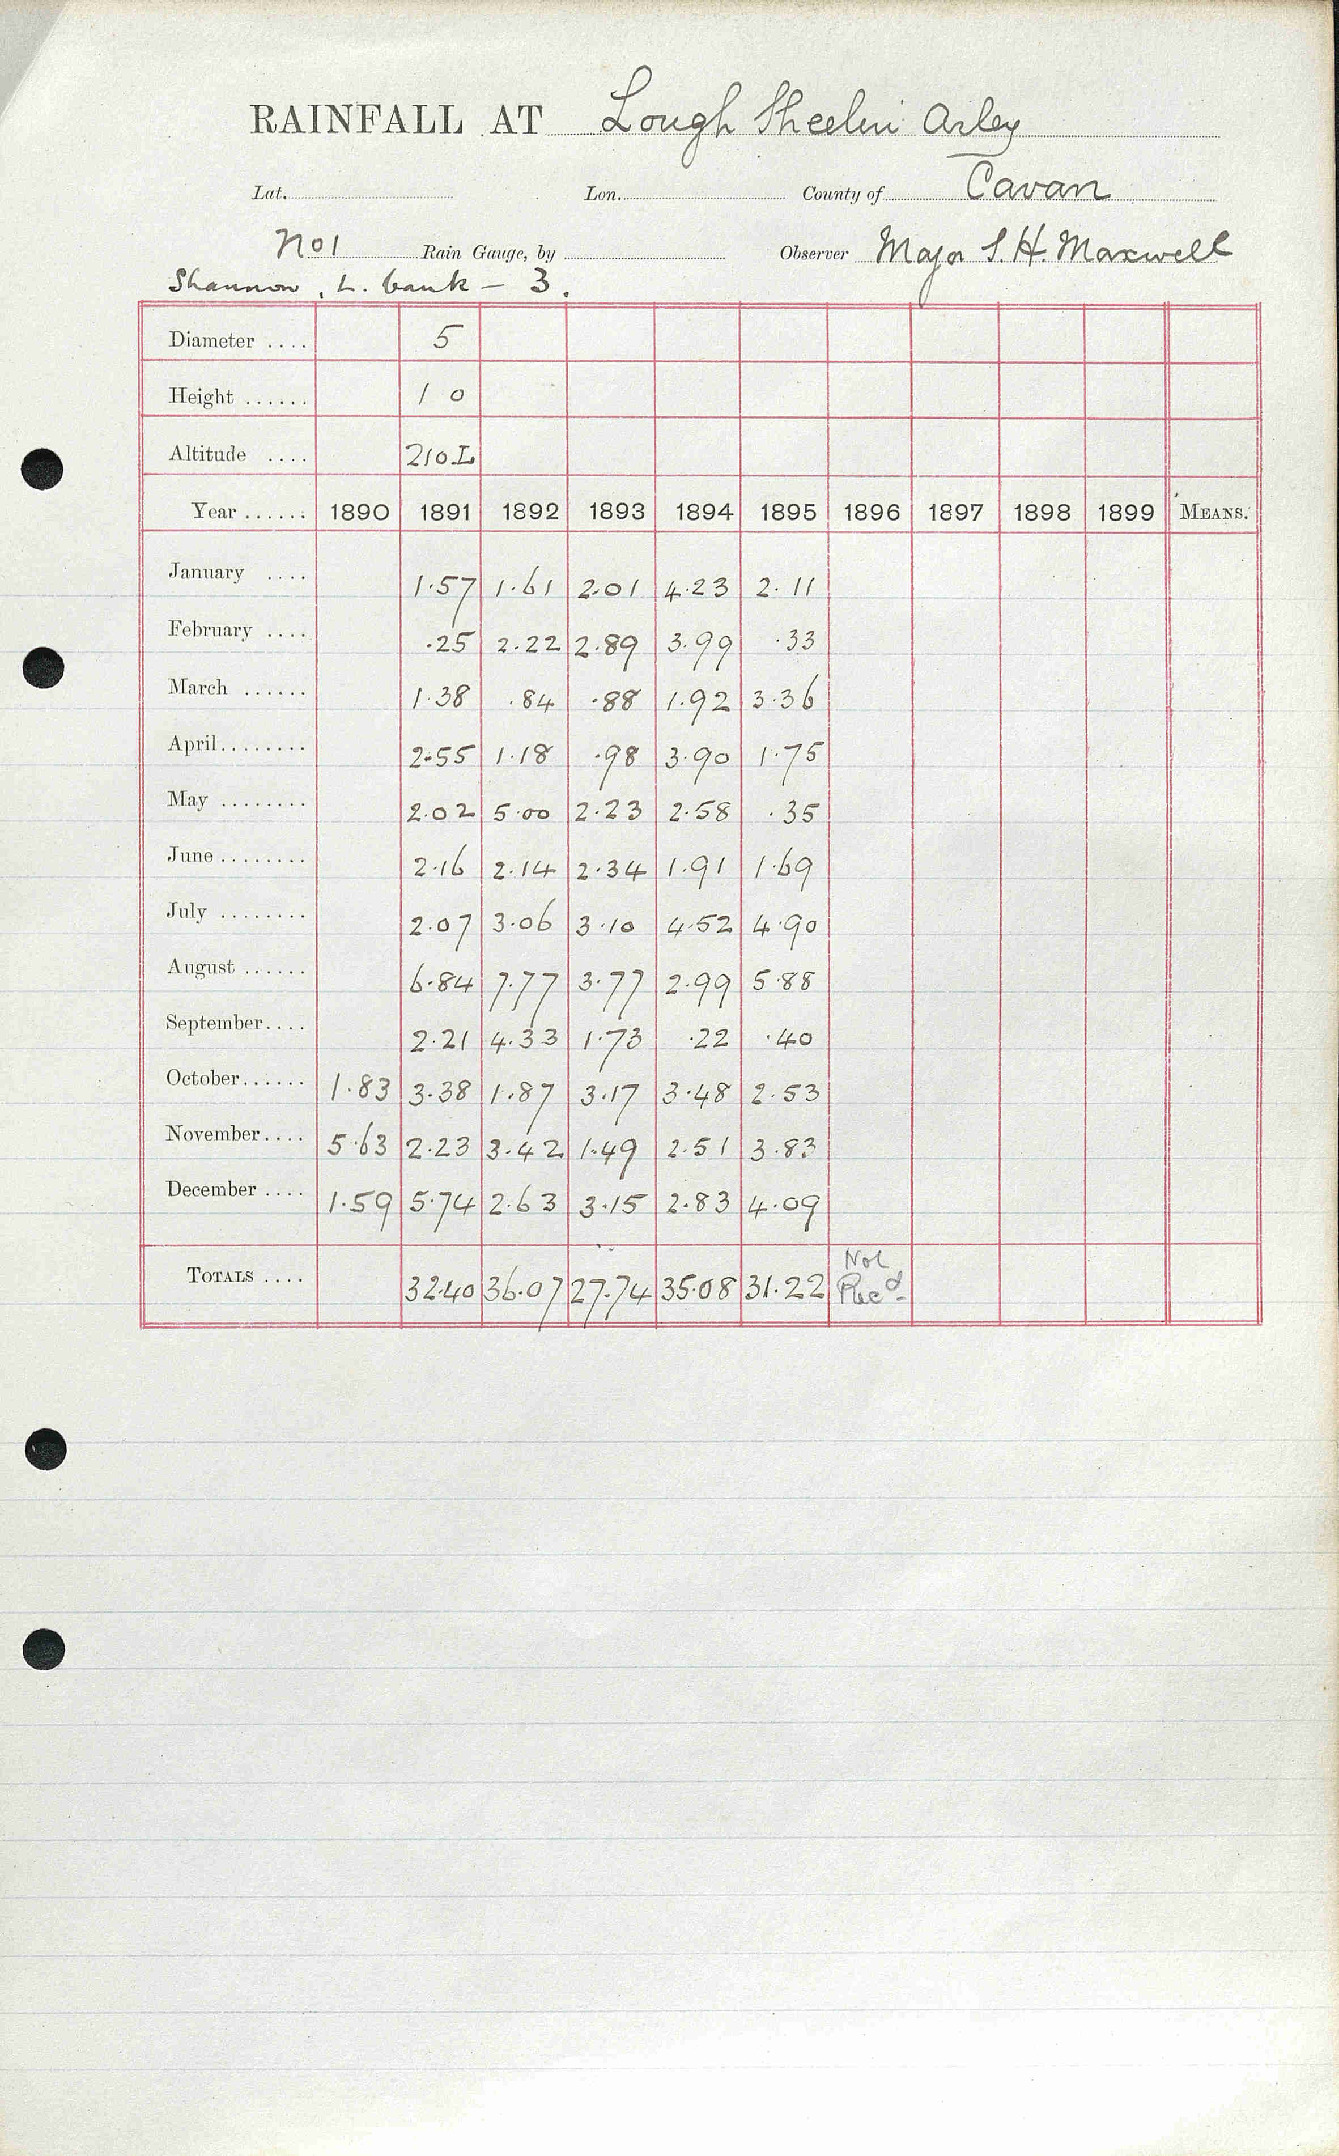 RAINFALL AT Lough Sheelin Arley
Lat. Lon. County of Cavan
No 1 Rain Gauge, by Observer Major S. H. Maxwell
Shannon, L. bank - 3.
Diameter .... 5
Height ...... 1 0
Altitude .... 210 L
Year ...... 1890 1891 1892 1893 1894 1895 1896 1897 1898 1899 MEANS.
January .... 1.57 1.61 2.01 4.23 2.11
February .... .25 2.22 2.89 3.99 .33
March ...... 1.38 .84 .88 1.92 3.36
April........ 2.55 1.18 .98 3.90 1.75
May ........ 2.02 5.00 2.23 2.58 .35
June ........ 2.16 2.14 2.34 1.91 1.69
July ........ 2.07 3.06 3.10 4.52 4.90
August ...... 6.84 7.77 3.77 2.99 5.88
September.... 2.21 4.33 1.73 .22 .40
October...... 1.83 3.38 1.87 3.17 3.48 2.53
November.... 5.63 2.23 3.42 1.49 2.51 3.83
December .... 1.59 5.74 2.63 3.15 2.83 4.09
TOTALS .... 32.40 36.07 27.74 35.08 31.22 Not Rec^d.